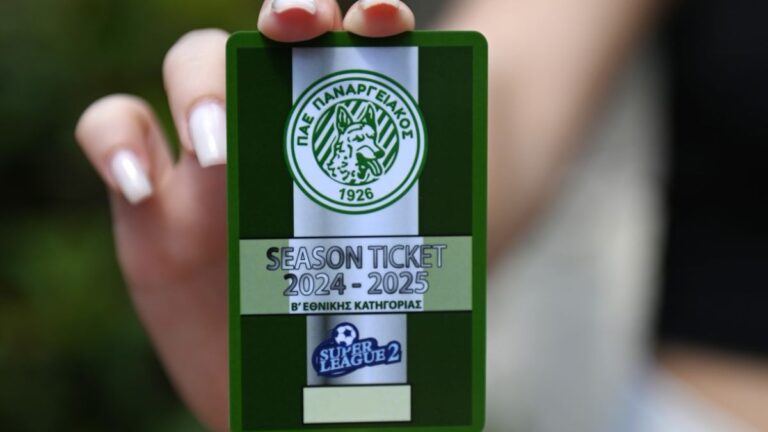 ΠΑΕ ΠΑΝΑΡΓΕΙΑΚΟΣ
1926
SEASON TICKET
2024 - 2025
Β' ΕΘΝΙΚΗΣ ΚΑΤΗΓΟΡΙΑΣ
SUPER
LEAGUE 2